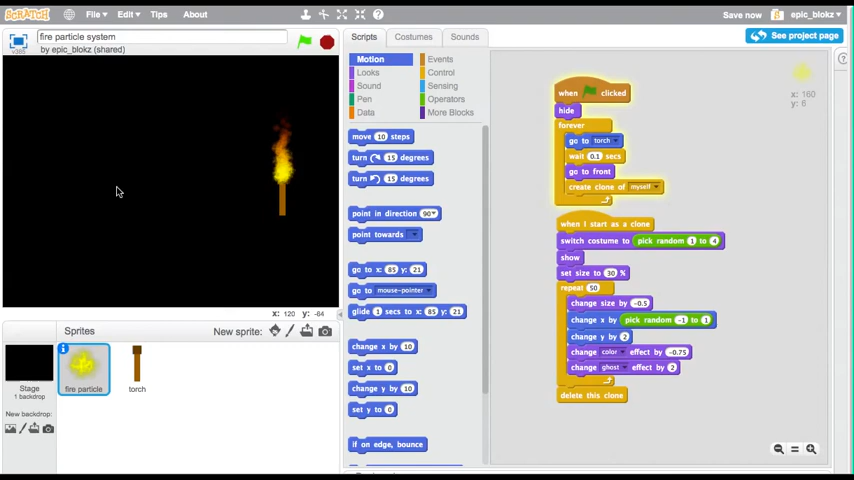 SCRATCH
File
Edit
Tips
About
Save now
epic_blokz
fire particle system
by epic_blokz (shared)
v385
Scripts
Costumes
Sounds
See project page
Motion
Looks
Sound
Pen
Data
Events
Control
Sensing
Operators
More Blocks
move 10 steps
turn 15 degrees
turn 15 degrees
point in direction 90
point towards
go to x: 85 y: 21
go to mouse-pointer
glide 1 secs to x: 85 y: 21
change x by 10
set x to 0
change y by 10
set y to 0
if on edge, bounce
when clicked
hide
forever
go to torch
wait 0.1 secs
go to front
create clone of myself
when I start as a clone
switch costume to pick random 1 to 4
show
set size to 30 %
repeat 50
change size by -0.5
change x by pick random -1 to 1
change y by 2
change color effect by -0.75
change ghost effect by 2
delete this clone
x: 160
y: 6
x: 120 y: -64
Sprites
New sprite:
Stage
1 backdrop
New backdrop:
fire particle
torch